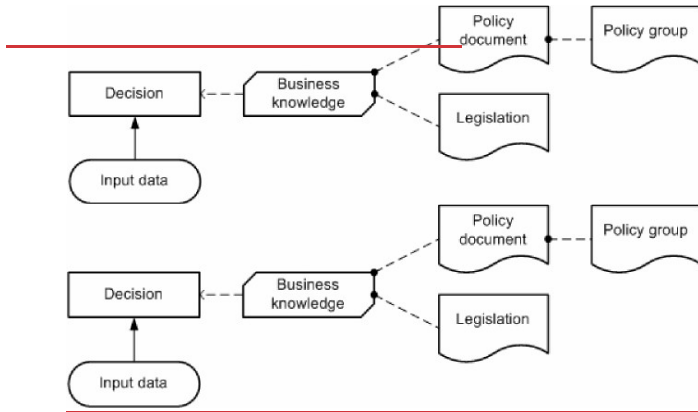 Policy
document
Policy group
Decision
Business
knowledge
Legislation
Input data
Policy
document
Policy group
Decision
Business
knowledge
Legislation
Input data